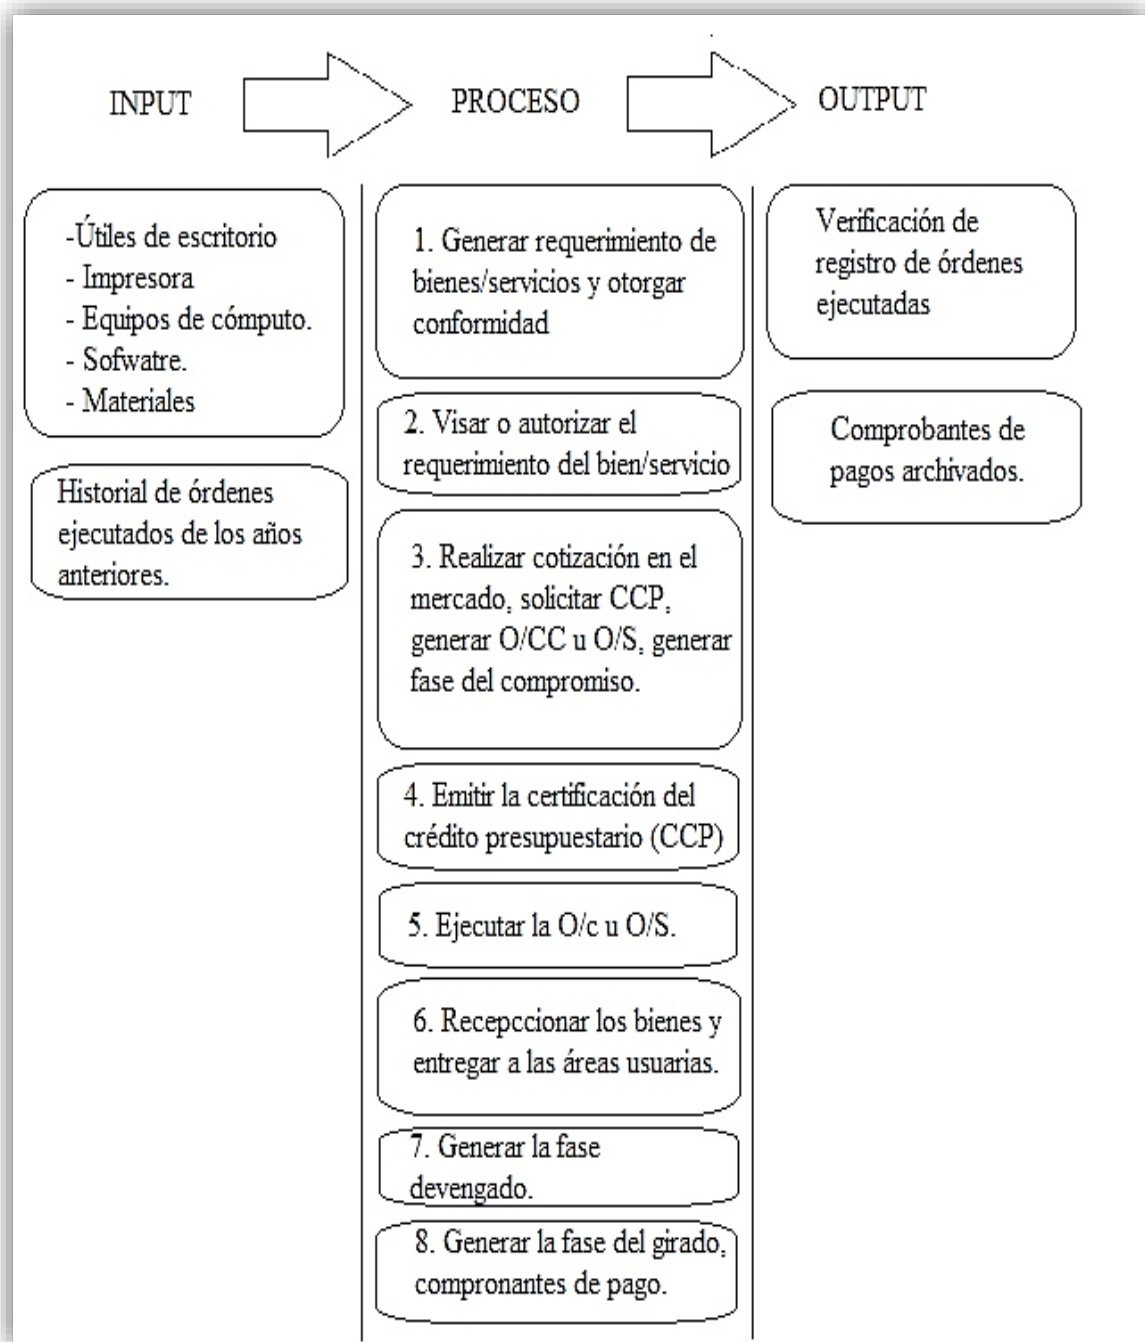 INPUT
PROCESO
OUTPUT
-Útiles de escritorio
- Impresora
- Equipos de cómputo.
- Sofwatre.
- Materiales
Historial de órdenes
ejecutados de los años
anteriores.
1. Generar requerimiento de
bienes/servicios y otorgar
conformidad
2. Visar o autorizar el
requerimiento del bien/servicio
3. Realizar cotización en el
mercado, solicitar CCP,
generar O/CC u O/S, generar
fase del compromiso.
4. Emitir la certificación del
crédito presupuestario (CCP)
5. Ejecutar la O/c u O/S.
6. Recepccionar los bienes y
entregar a las áreas usuarias.
7. Generar la fase
devengado.
8. Generar la fase del girado,
compronantes de pago.
Verificación de
registro de órdenes
ejecutadas
Comprobantes de
pagos archivados.